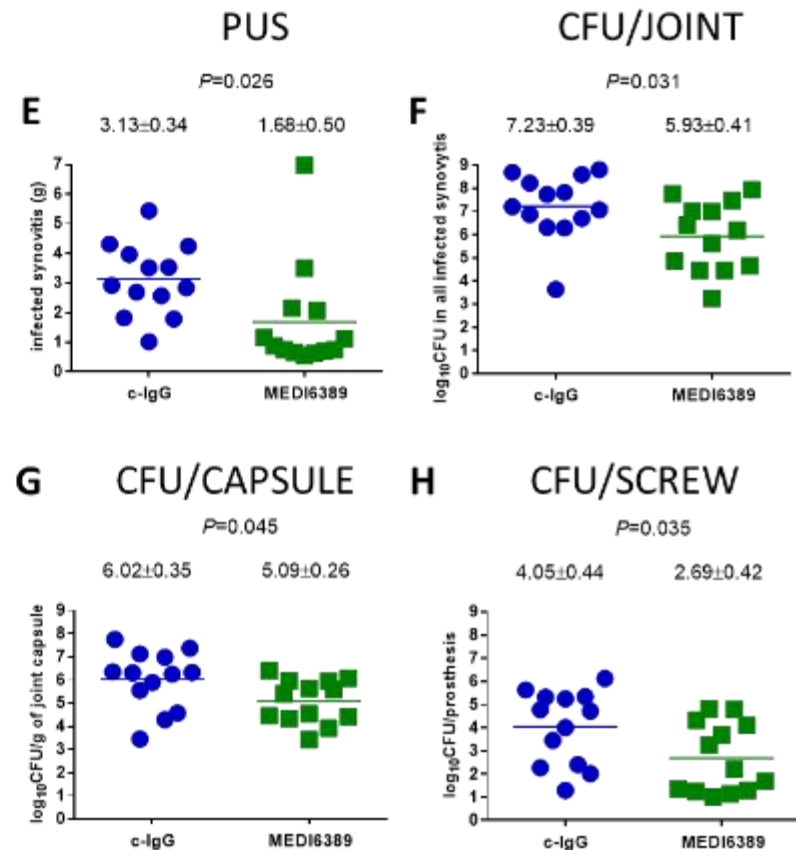 PUS
P=0.026
E
3.13±0.34 1.68±0.50
infected synovitis (g)
7
6
5
4
3
2
1
0
c-IgG MEDI6389
CFU/JOINT
P=0.031
F
7.23±0.39 5.93±0.41
log10CFU in all infected synovytis
9
8
7
6
5
4
3
2
1
0
c-IgG MEDI6389
G CFU/CAPSULE
P=0.045
6.02±0.35 5.09±0.26
log10CFU/g of joint capsule
9
8
7
6
5
4
3
2
1
0
c-IgG MEDI6389
H CFU/SCREW
P=0.035
4.05±0.44 2.69±0.42
log10CFU/prosthesis
9
8
7
6
5
4
3
2
1
0
c-IgG MEDI6389